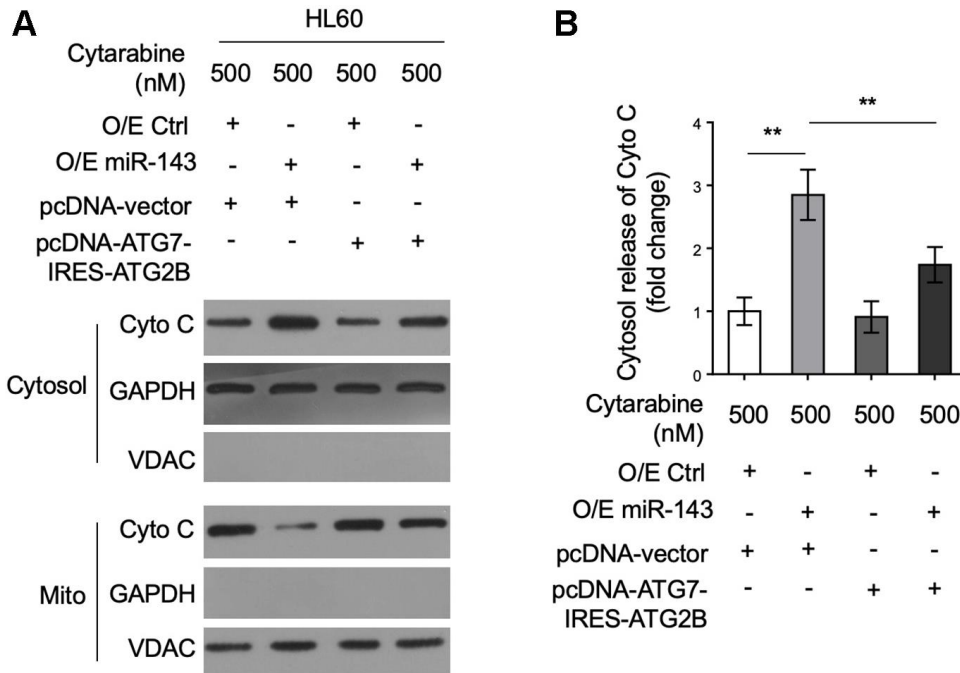 A
HL60
Cytarabine
(nM)
500 500 500 500
O/E Ctrl + - + -
O/E miR-143 - + - +
pcDNA-vector + + - -
pcDNA-ATG7-
IRES-ATG2B
- - + +
Cytosol
Cyto C
GAPDH
VDAC
Mito
Cyto C
GAPDH
VDAC
B
Cytosol release of Cyto C
(fold change)
4
3
2
1
0
**
**
Cytarabine
(nM)
500 500 500 500
O/E Ctrl + - + -
O/E miR-143 - + - +
pcDNA-vector + + - -
pcDNA-ATG7-
IRES-ATG2B
- - + +